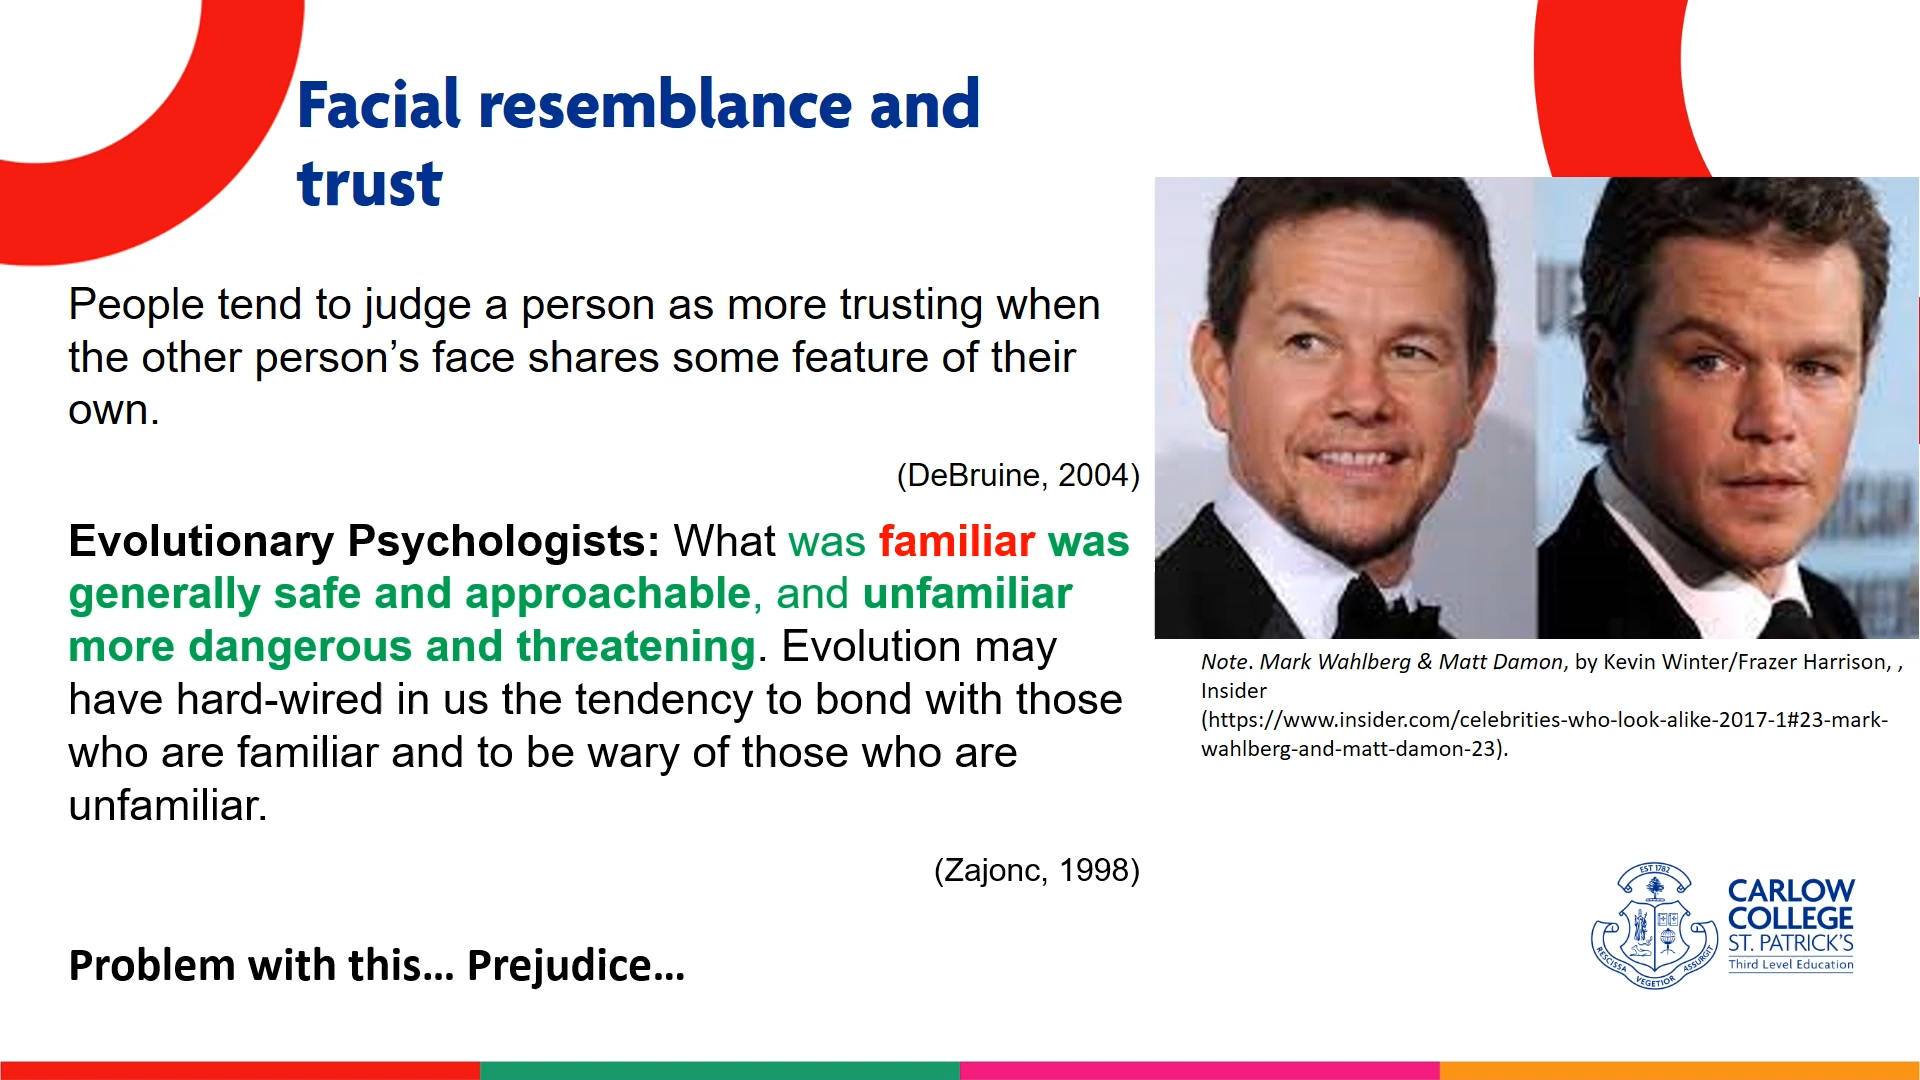 Facial resemblance and
trust
People tend to judge a person as more trusting when
the other person’s face shares some feature of their
own.
(DeBruine, 2004)
Evolutionary Psychologists: What was familiar was
generally safe and approachable, and unfamiliar
more dangerous and threatening. Evolution may
have hard-wired in us the tendency to bond with those
who are familiar and to be wary of those who are
unfamiliar.
(Zajonc, 1998)
Problem with this... Prejudice...
Note. Mark Wahlberg & Matt Damon, by Kevin Winter/Frazer Harrison, ,
Insider
(https://www.insider.com/celebrities-who-look-alike-2017-1#23-mark-
wahlberg-and-matt-damon-23).
EST 1782
RESCISSA VEGETIOR ASSURGIT
CARLOW
COLLEGE
ST. PATRICK'S
Third Level Education